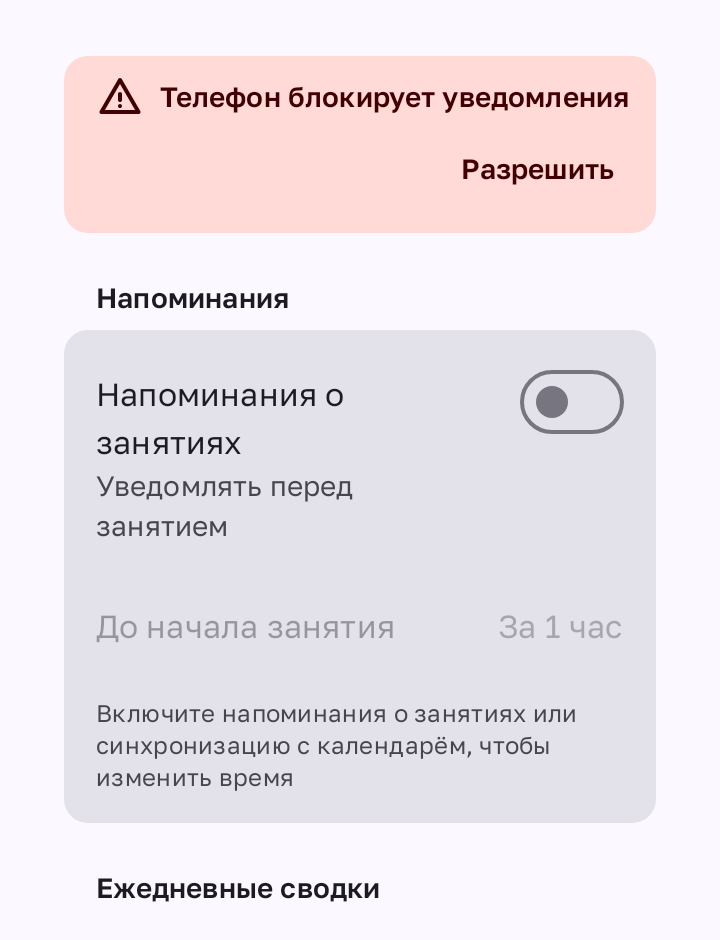 Телефон блокирует уведомления
Разрешить
Напоминания
Напоминания о
занятиях
Уведомлять перед
занятием
До начала занятия За 1 час
Включите напоминания о занятиях или
синхронизацию с календарём, чтобы
изменить время
Ежедневные сводки